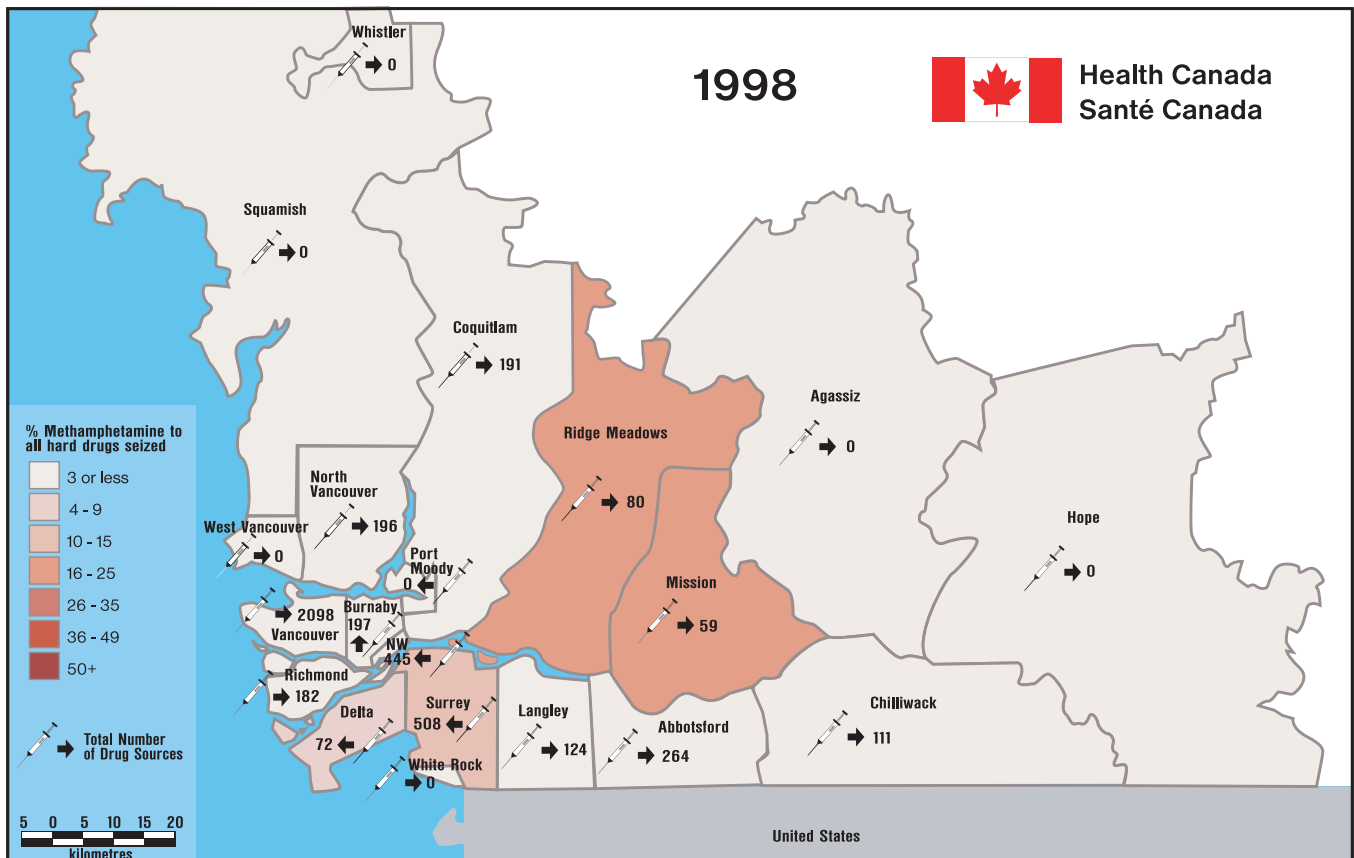 Whistler
0
1998
Health Canada
Santé Canada
Squamish
0
Coquitlam
191
Agassiz
0
Ridge Meadows
80
% Methamphetamine to
all hard drugs seized
3 or less
4 - 9
10 - 15
16 - 25
26 - 35
36 - 49
50+
Total Number
of Drug Sources
5 0 5 10 15 20
kilometres
North
Vancouver
196
West Vancouver
0
Port
Moody
0
Hope
0
Mission
59
2098
Vancouver
Burnaby
197
NW
445
Richmond
182
Delta
72
Surrey
508
White Rock
0
Langley
124
Abbotsford
264
Chilliwack
111
United States